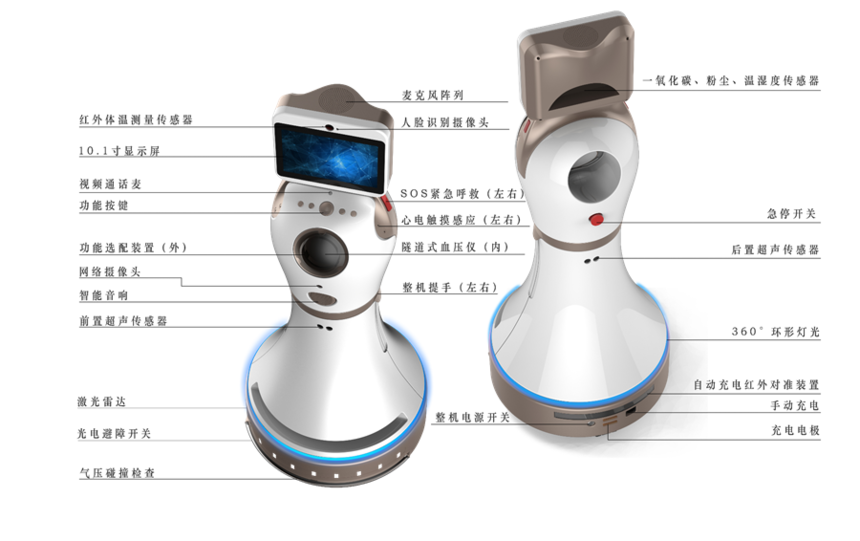 麦克风阵列
红外体温测量传感器
人脸识别摄像头
10.1寸显示屏
视频通话麦
SOS紧急呼救（左右）
功能按键
心电触摸感应（左右）
功能选配装置（外）
隧道式血压仪（内）
网络摄像头
智能音响
整机提手（左右）
前置超声传感器
激光雷达
光电避障开关
气压碰撞检查
一氧化碳、粉尘、温湿度传感器
急停开关
后置超声传感器
360°环形灯光
自动充电红外对准装置
手动充电
整机电源开关
充电电极